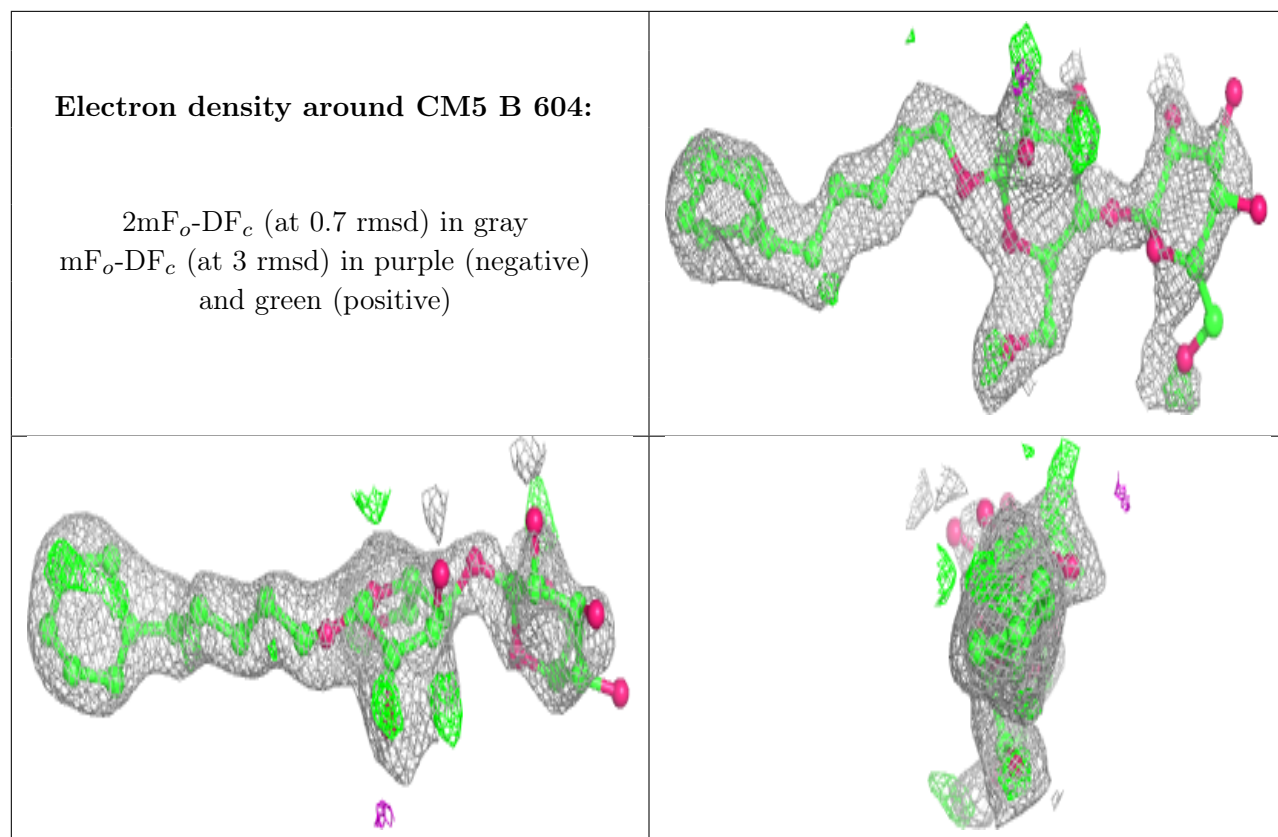 Electron density around CM5 B 604:
2mFₒ-DF𝒸 (at 0.7 rmsd) in gray
mFₒ-DF𝒸 (at 3 rmsd) in purple (negative)
and green (positive)